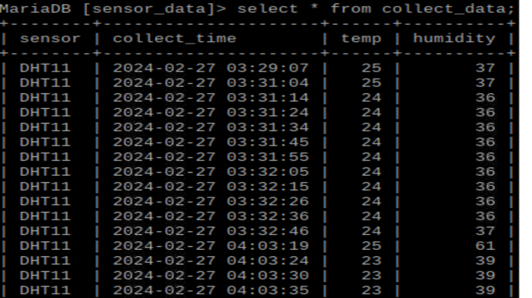 MariaDB [sensor_data]> select * from collect_data;
+--------+---------------------+------+----------+
| sensor | collect_time        | temp | humidity |
+--------+---------------------+------+----------+
| DHT11  | 2024-02-27 03:29:07 |   25 |       37 |
| DHT11  | 2024-02-27 03:31:04 |   25 |       37 |
| DHT11  | 2024-02-27 03:31:14 |   24 |       36 |
| DHT11  | 2024-02-27 03:31:24 |   24 |       36 |
| DHT11  | 2024-02-27 03:31:34 |   24 |       36 |
| DHT11  | 2024-02-27 03:31:45 |   24 |       36 |
| DHT11  | 2024-02-27 03:31:55 |   24 |       36 |
| DHT11  | 2024-02-27 03:32:05 |   24 |       36 |
| DHT11  | 2024-02-27 03:32:15 |   24 |       36 |
| DHT11  | 2024-02-27 03:32:26 |   24 |       36 |
| DHT11  | 2024-02-27 03:32:36 |   24 |       36 |
| DHT11  | 2024-02-27 03:32:46 |   24 |       37 |
| DHT11  | 2024-02-27 04:03:19 |   25 |       61 |
| DHT11  | 2024-02-27 04:03:24 |   23 |       39 |
| DHT11  | 2024-02-27 04:03:30 |   23 |       39 |
| DHT11  | 2024-02-27 04:03:35 |   23 |       39 |